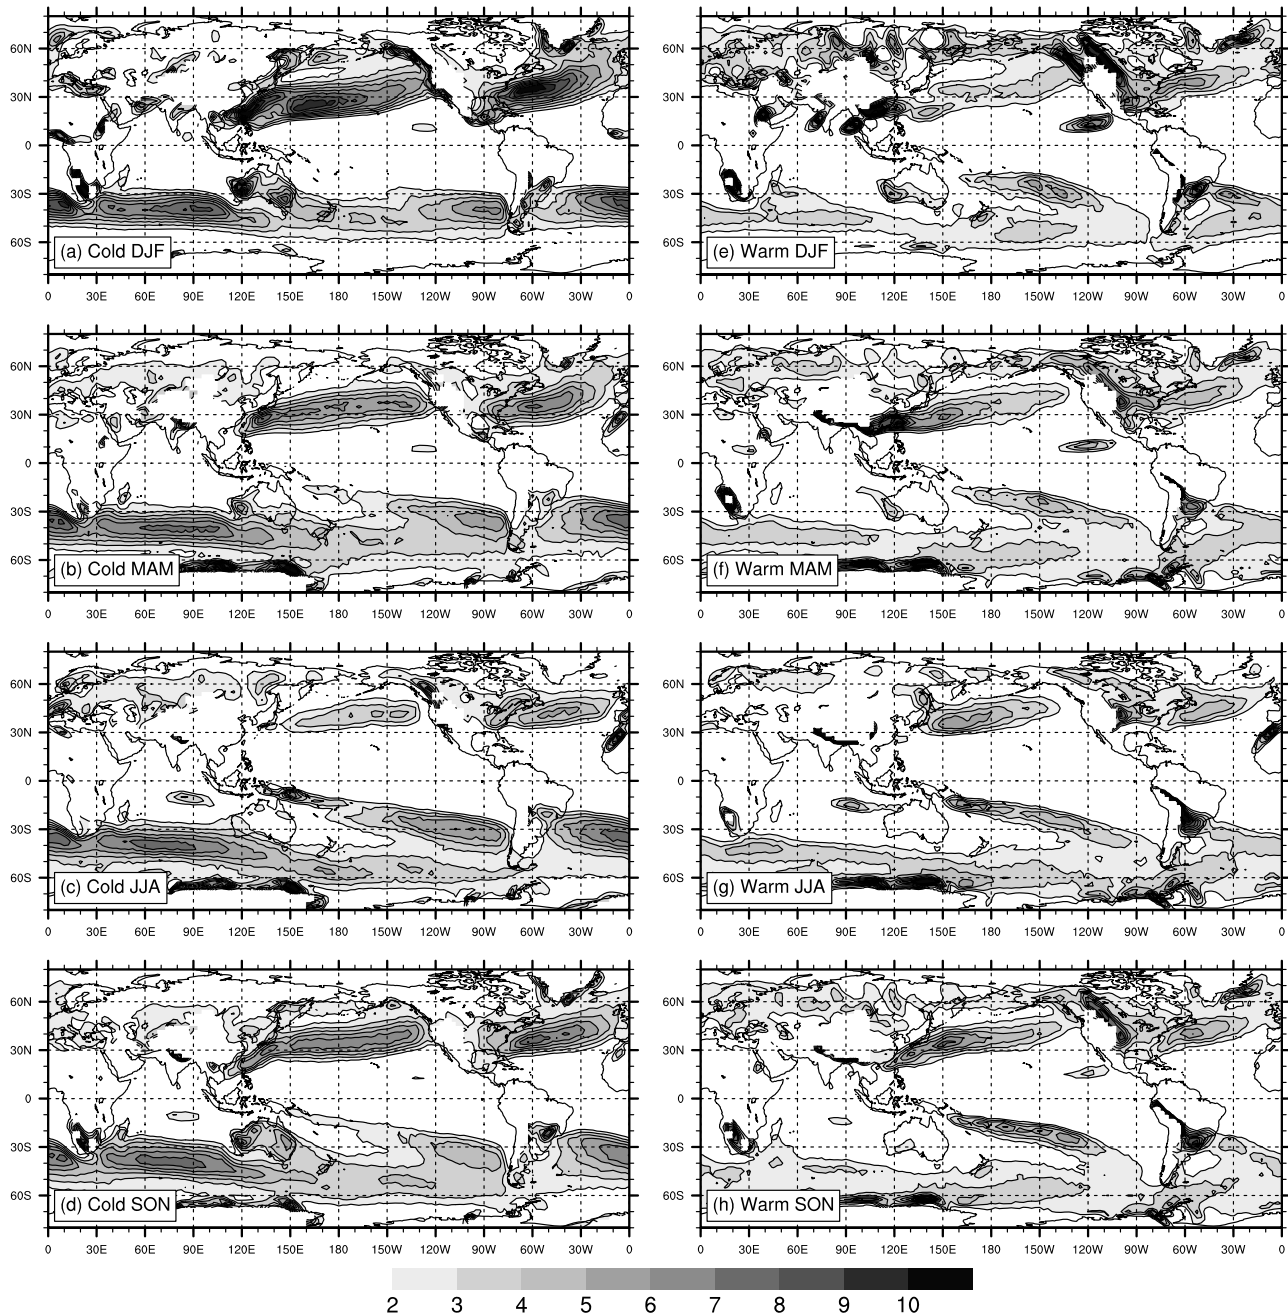 60N 60N
30N 30N
0 0
30S 30S
60S 60S
(a) Cold DJF (e) Warm DJF
0 30E 60E 90E 120E 150E 180 150W 120W 90W 60W 30W 0 0 30E 60E 90E 120E 150E 180 150W 120W 90W 60W 30W 0
60N 60N
30N 30N
0 0
30S 30S
60S 60S
(b) Cold MAM (f) Warm MAM
0 30E 60E 90E 120E 150E 180 150W 120W 90W 60W 30W 0 0 30E 60E 90E 120E 150E 180 150W 120W 90W 60W 30W 0
60N 60N
30N 30N
0 0
30S 30S
60S 60S
(c) Cold JJA (g) Warm JJA
0 30E 60E 90E 120E 150E 180 150W 120W 90W 60W 30W 0 0 30E 60E 90E 120E 150E 180 150W 120W 90W 60W 30W 0
60N 60N
30N 30N
0 0
30S 30S
60S 60S
(d) Cold SON (h) Warm SON
0 30E 60E 90E 120E 150E 180 150W 120W 90W 60W 30W 0 0 30E 60E 90E 120E 150E 180 150W 120W 90W 60W 30W 0
2 3 4 5 6 7 8 9 10